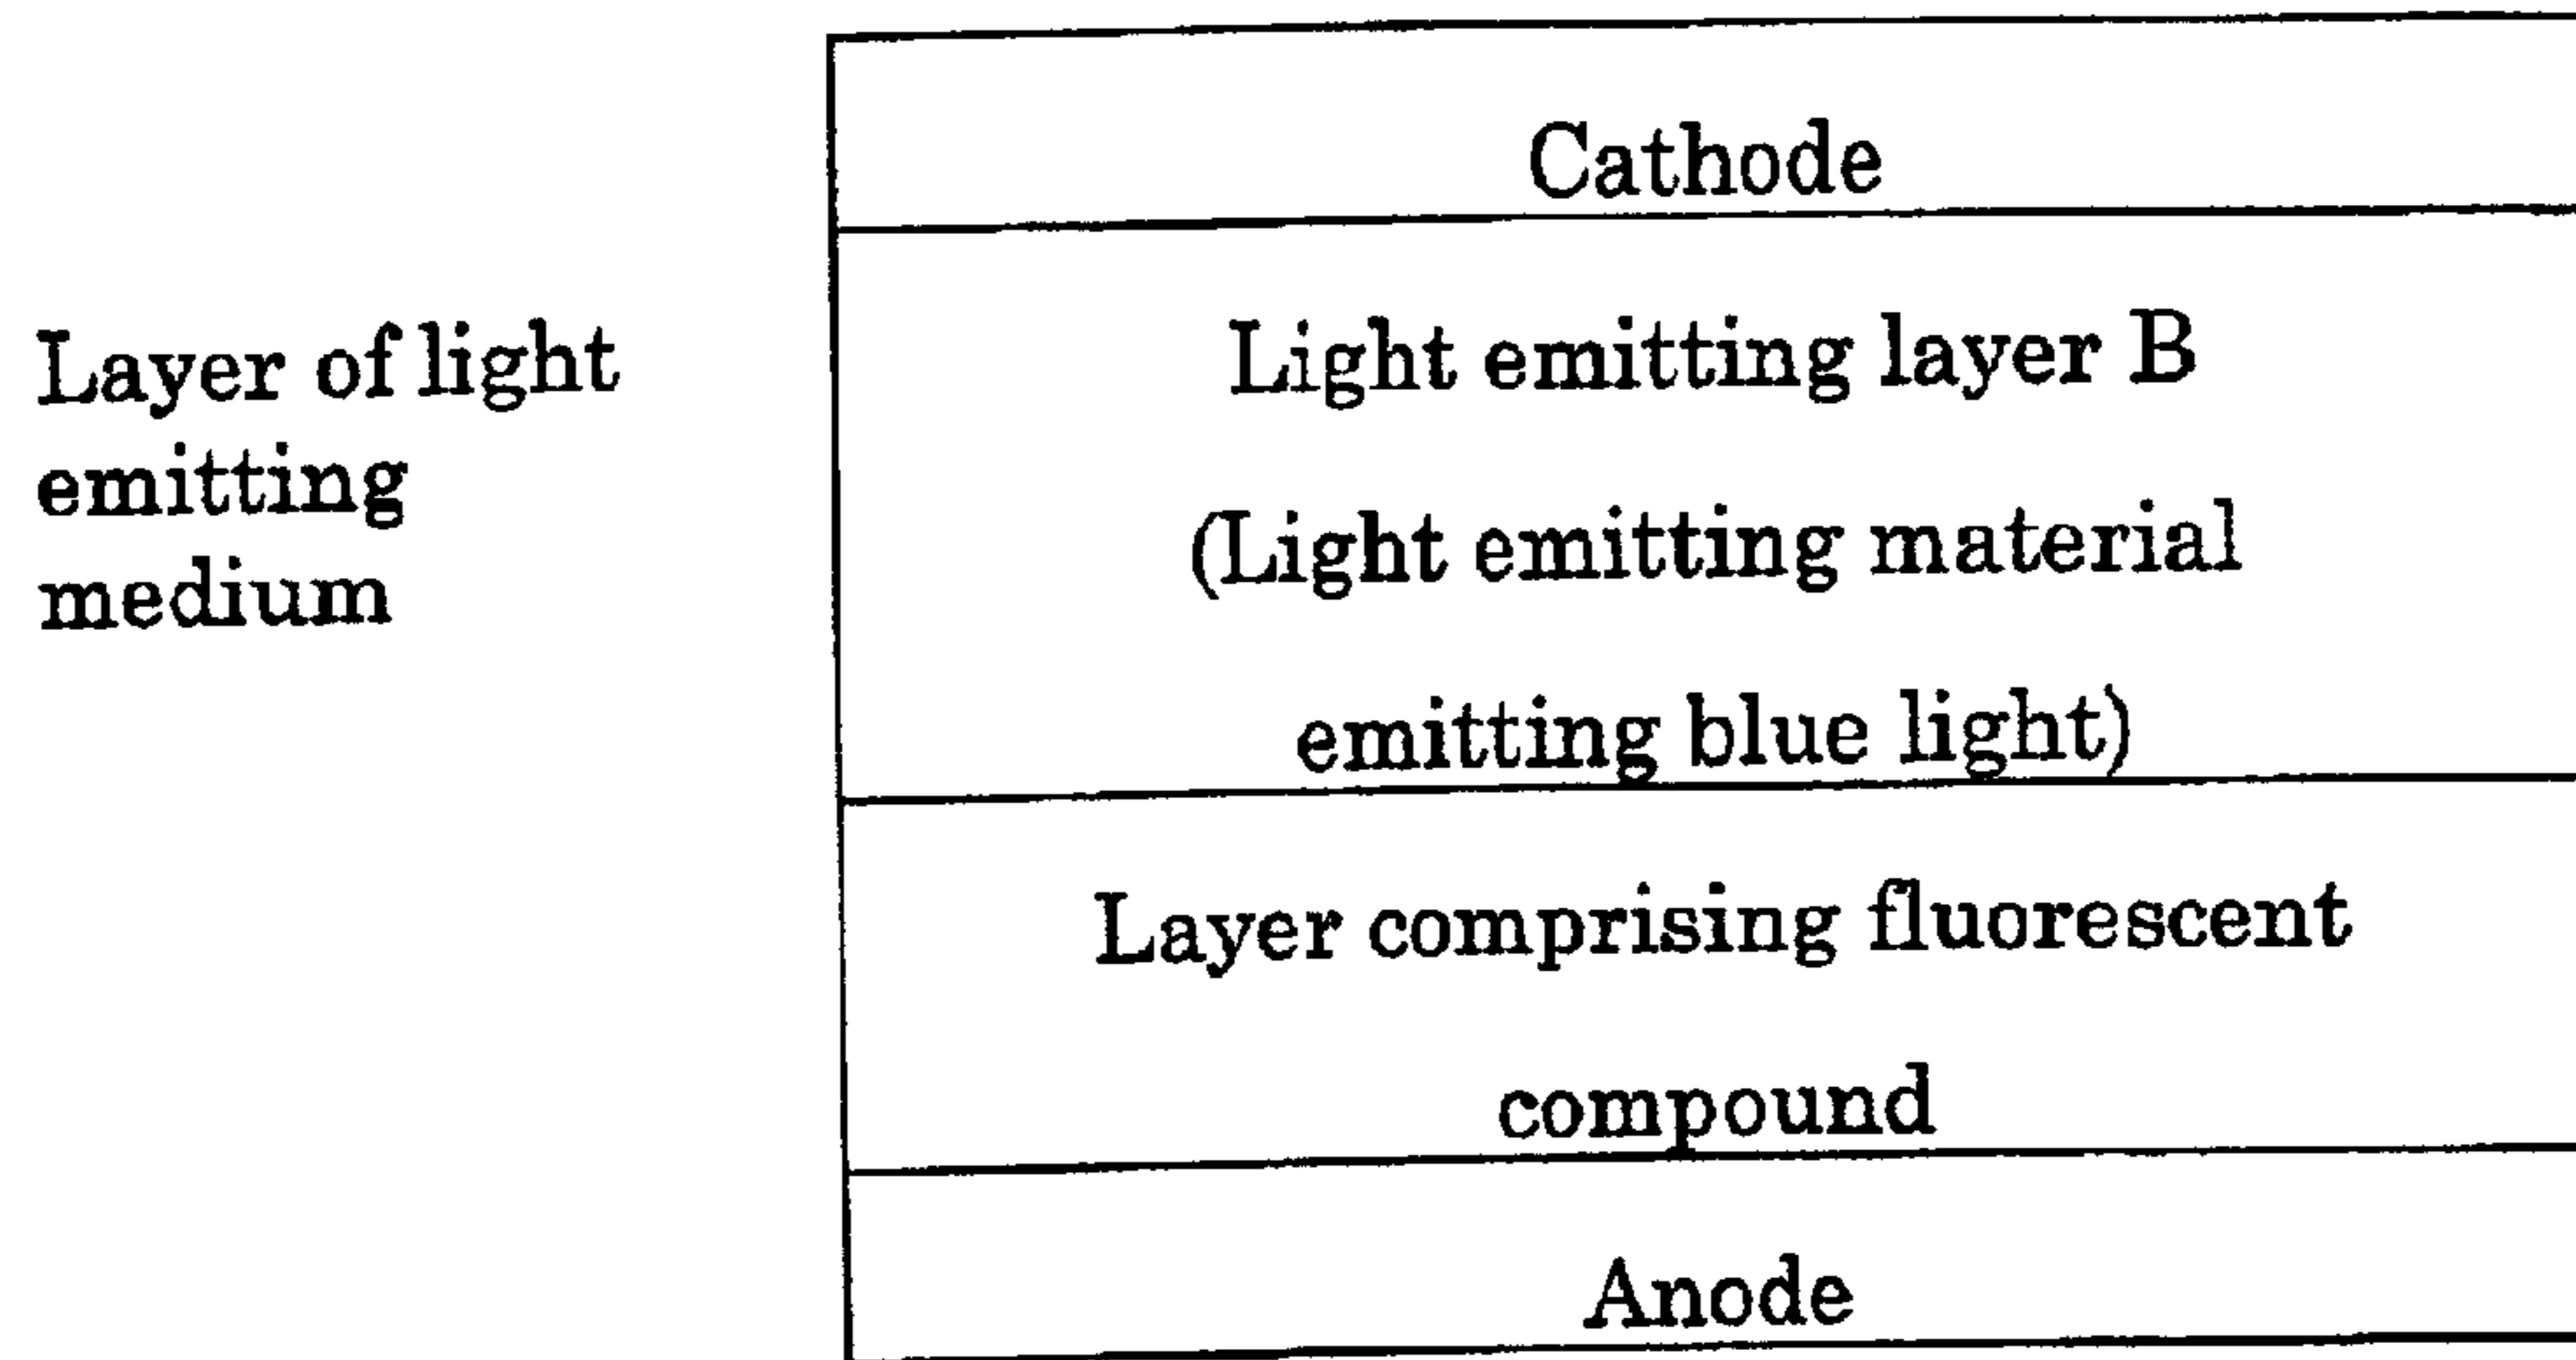 Cathode
Layer of light
emitting
medium
Light emitting layer B
(Light emitting material
emitting blue light)
Layer comprising fluorescent
compound
Anode